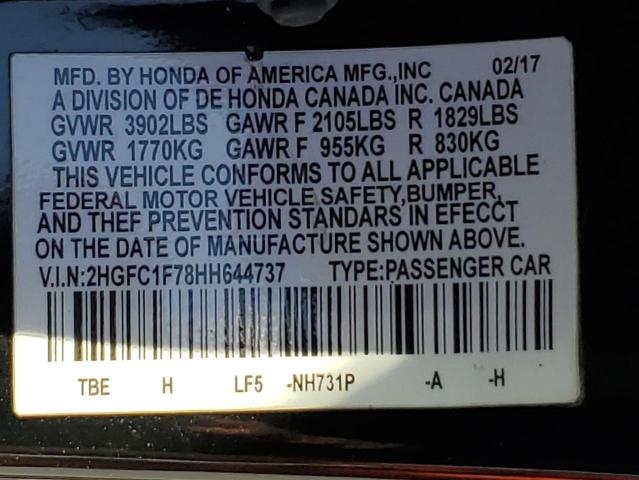 MFD. BY HONDA OF AMERICA MFG.,INC 02/17
A DIVISION OF DE HONDA CANADA INC. CANADA
GVWR 3902LBS GAWR F 2105LBS R 1829LBS
GVWR 1770KG GAWR F 955KG R 830KG
THIS VEHICLE CONFORMS TO ALL APPLICABLE
FEDERAL MOTOR VEHICLE SAFETY,BUMPER,
AND THEF PREVENTION STANDARS IN EFECCT
ON THE DATE OF MANUFACTURE SHOWN ABOVE.
V.I.N:2HGFC1F78HH644737 TYPE:PASSENGER CAR
TBE H LF5 -NH731P -A -H